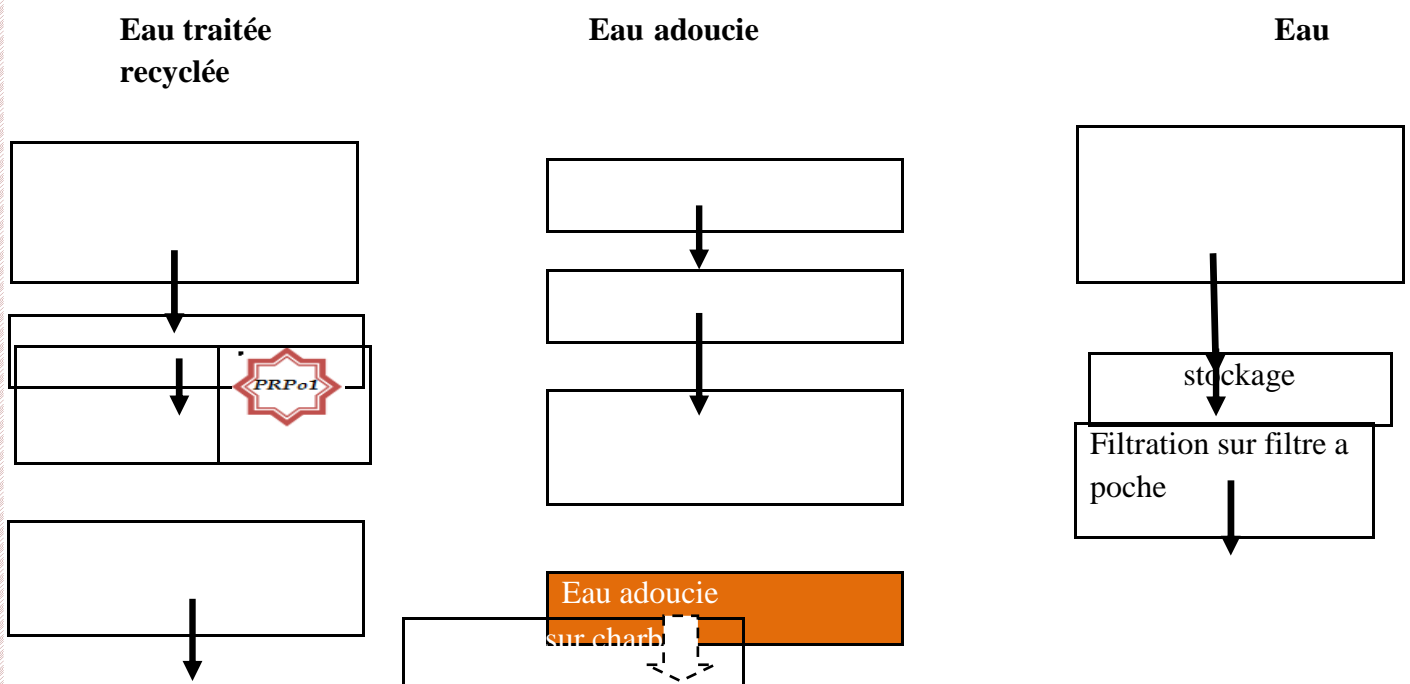 Eau traitée Eau adoucie Eau
recyclée
PRPo1
stockage
Filtration sur filtre a
poche
Eau adoucie
sur charb